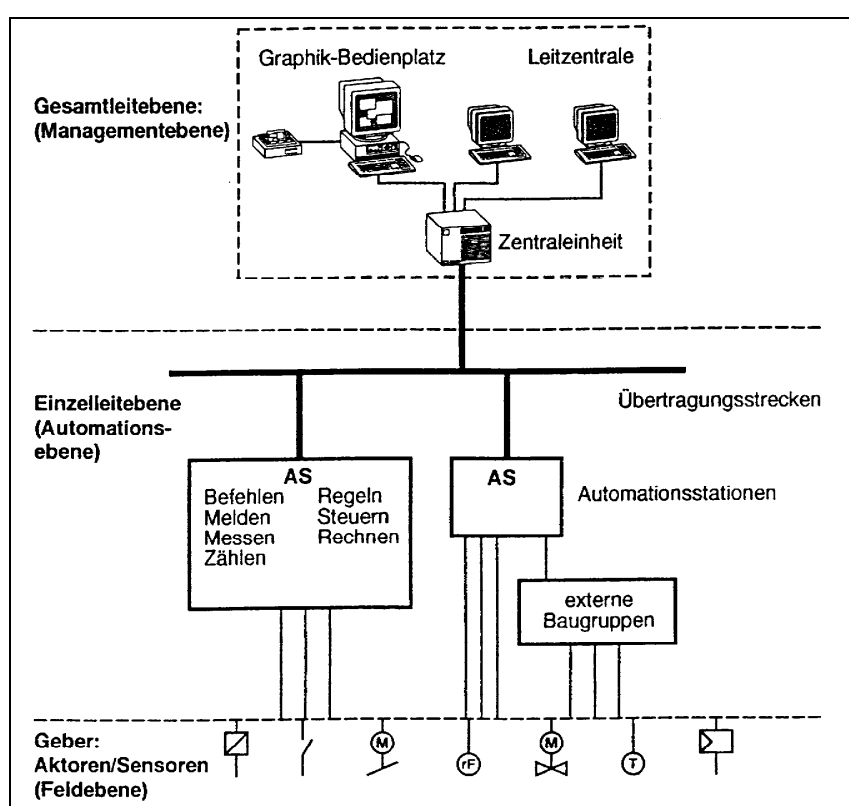 Graphik-Bedienplatz
Leitzentrale
Gesamtleitebene:
(Managementebene)
Zentraleinheit
Einzelleitebene
(Automations-
ebene)
Übertragungsstrecken
AS
Befehlen Regeln
Melden Steuern
Messen Rechnen
Zählen
AS
Automationsstationen
externe
Baugruppen
Geber:
Aktoren/Sensoren
(Feldebene)
M
rF
M
T